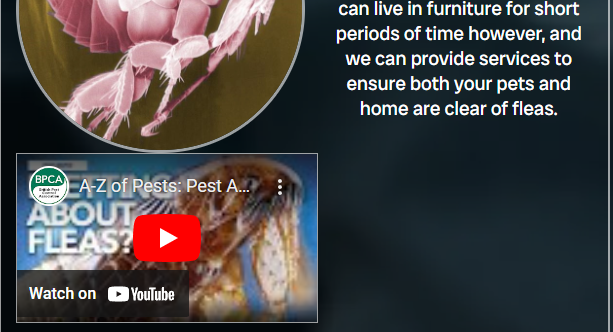 can live in furniture for short
periods of time however, and
we can provide services to
ensure both your pets and
home are clear of fleas.
BPCA
A-Z of Pests: Pest A...
ABOUT
FLEAS?
Watch on YouTube